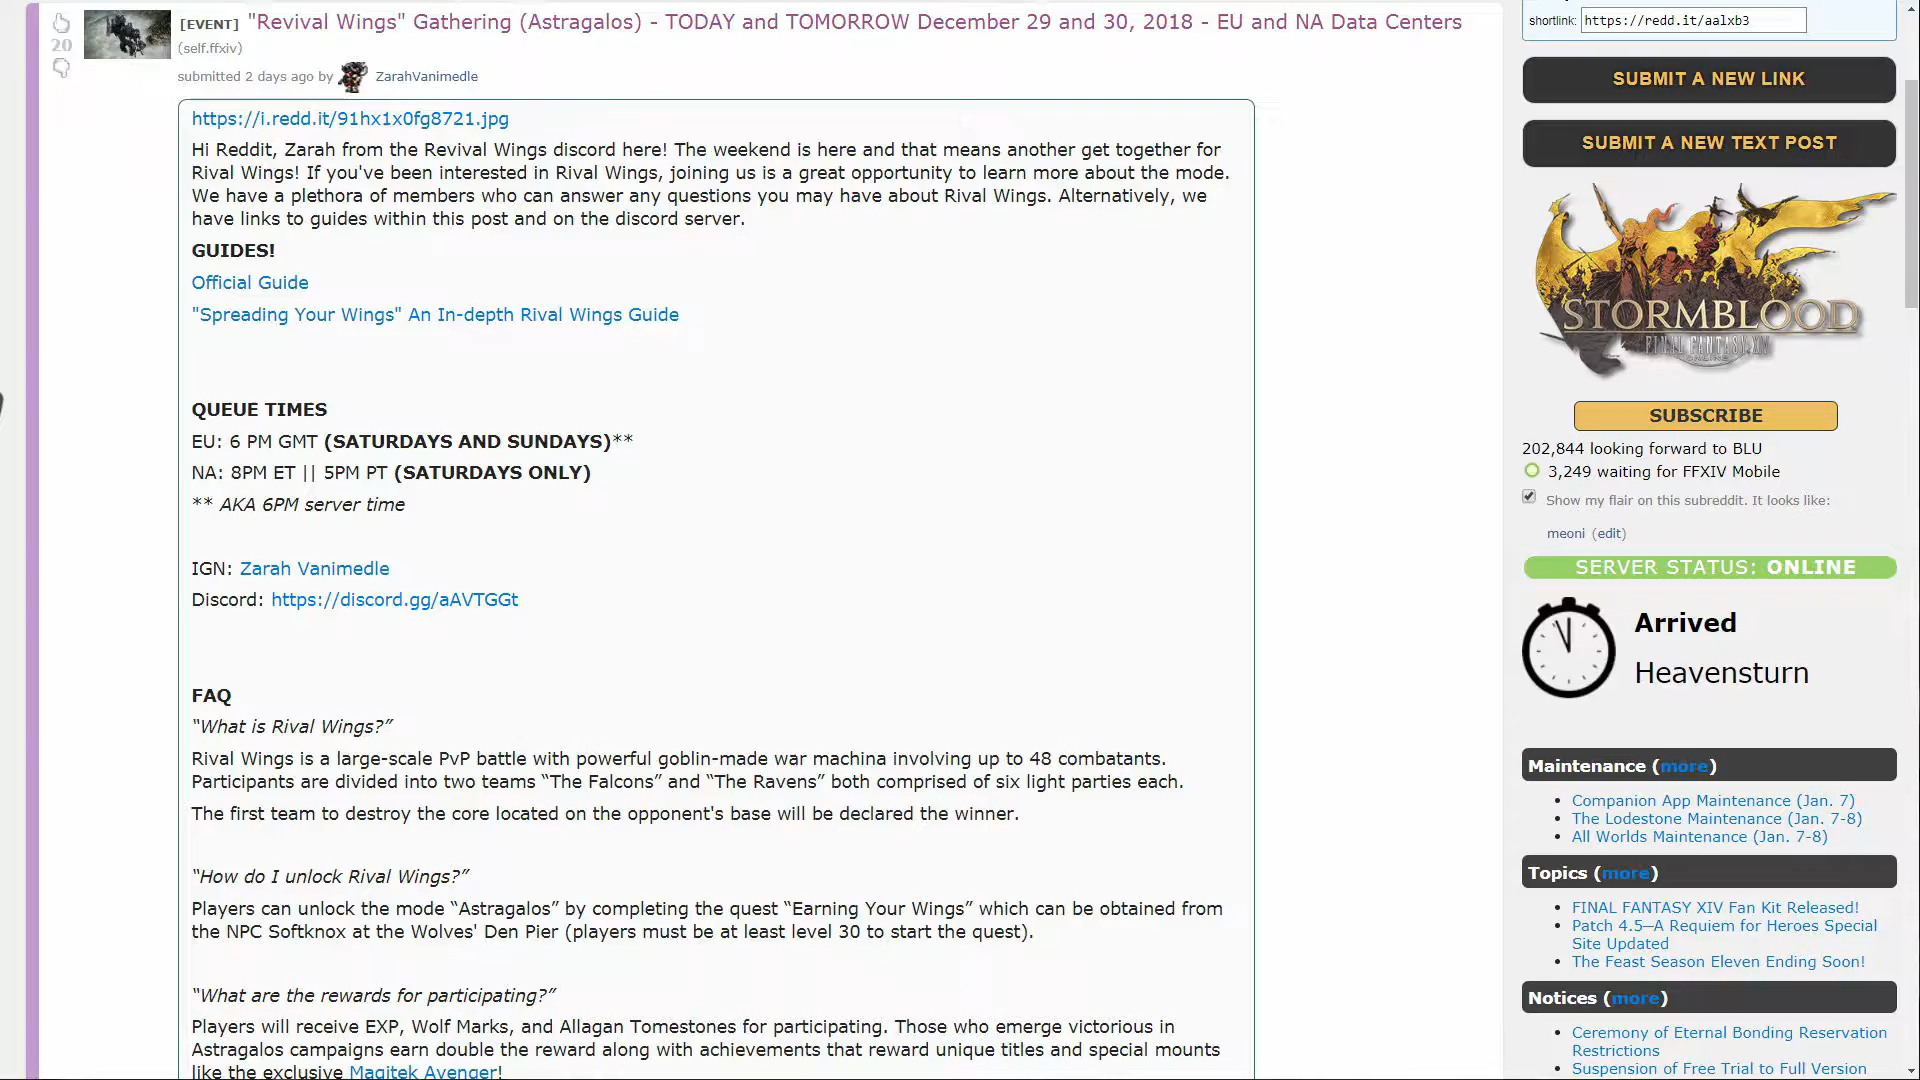 [EVENT] "Revival Wings" Gathering (Astragalos) - TODAY and TOMORROW December 29 and 30, 2018 - EU and NA Data Centers
20
(self.ffxiv)
submitted 2 days ago by ZarahVanimedle
https://i.redd.it/91hx1x0fg8721.jpg
Hi Reddit, Zarah from the Revival Wings discord here! The weekend is here and that means another get together for
Rival Wings! If you've been interested in Rival Wings, joining us is a great opportunity to learn more about the mode.
We have a plethora of members who can answer any questions you may have about Rival Wings. Alternatively, we
have links to guides within this post and on the discord server.
GUIDES!
Official Guide
"Spreading Your Wings" An In-depth Rival Wings Guide
QUEUE TIMES
EU: 6 PM GMT (SATURDAYS AND SUNDAYS)**
NA: 8PM ET || 5PM PT (SATURDAYS ONLY)
** AKA 6PM server time
IGN: Zarah Vanimedle
Discord: https://discord.gg/aAVTGGt
FAQ
“What is Rival Wings?”
Rival Wings is a large-scale PvP battle with powerful goblin-made war machina involving up to 48 combatants.
Participants are divided into two teams “The Falcons” and “The Ravens” both comprised of six light parties each.
The first team to destroy the core located on the opponent's base will be declared the winner.
“How do I unlock Rival Wings?”
Players can unlock the mode “Astragalos” by completing the quest “Earning Your Wings” which can be obtained from
the NPC Softknox at the Wolves' Den Pier (players must be at least level 30 to start the quest).
“What are the rewards for participating?”
Players will receive EXP, Wolf Marks, and Allagan Tomestones for participating. Those who emerge victorious in
Astragalos campaigns earn double the reward along with achievements that reward unique titles and special mounts
like the exclusive Magitek Avenger!
shortlink: https://redd.it/aalxb3
SUBMIT A NEW LINK
SUBMIT A NEW TEXT POST
STORMBLOOD
FINAL FANTASY XIV
ONLINE
SUBSCRIBE
202,844 looking forward to BLU
3,249 waiting for FFXIV Mobile
Show my flair on this subreddit. It looks like:
meoni (edit)
SERVER STATUS: ONLINE
Arrived
Heavensturn
Maintenance (more)
• Companion App Maintenance (Jan. 7)
• The Lodestone Maintenance (Jan. 7-8)
• All Worlds Maintenance (Jan. 7-8)
Topics (more)
• FINAL FANTASY XIV Fan Kit Released!
• Patch 4.5—A Requiem for Heroes Special
Site Updated
• The Feast Season Eleven Ending Soon!
Notices (more)
• Ceremony of Eternal Bonding Reservation
Restrictions
• Suspension of Free Trial to Full Version